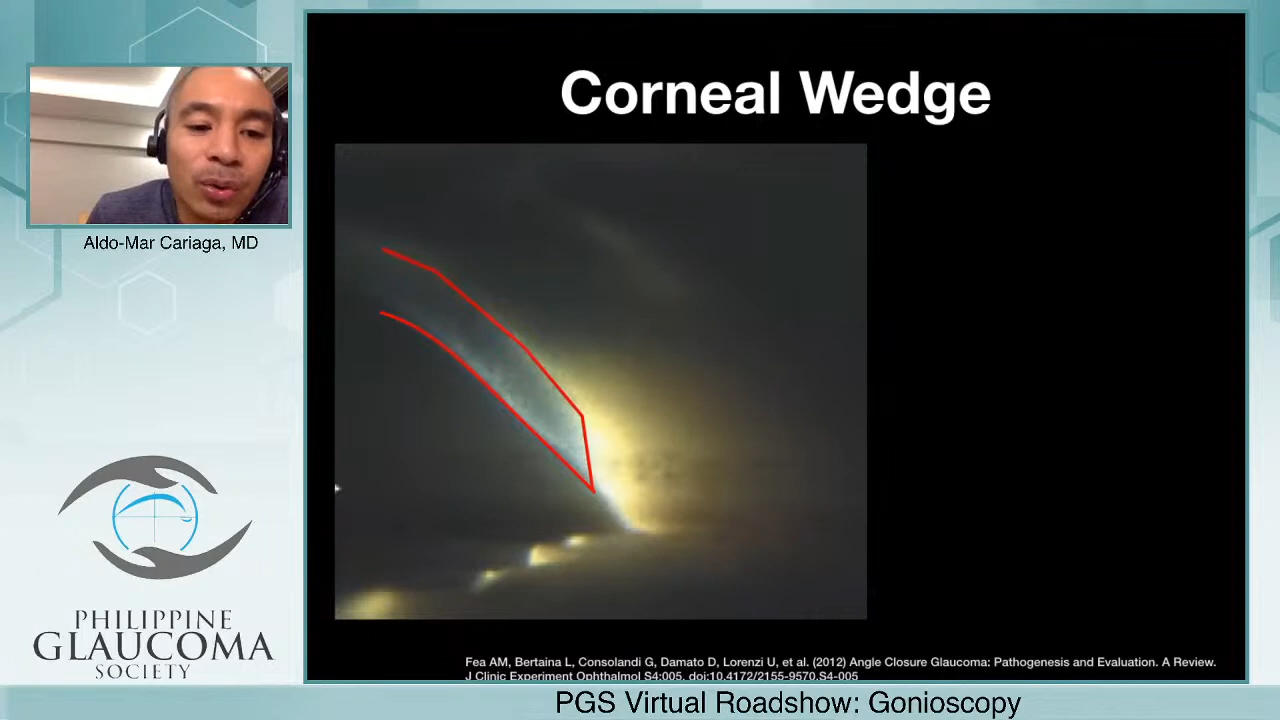 Corneal Wedge
Aldo-Mar Cariaga, MD
PHILIPPINE
GLAUCOMA
SOCIETY
Fea AM, Bertaina L, Consolandi G, Damato D, Lorenzi U, et al. (2012) Angle Closure Glaucoma: Pathogenesis and Evaluation. A Review.
J Clinic Experiment Ophthalmol S4:005. doi:10.4172/2155-9570.S4-005
PGS Virtual Roadshow: Gonioscopy